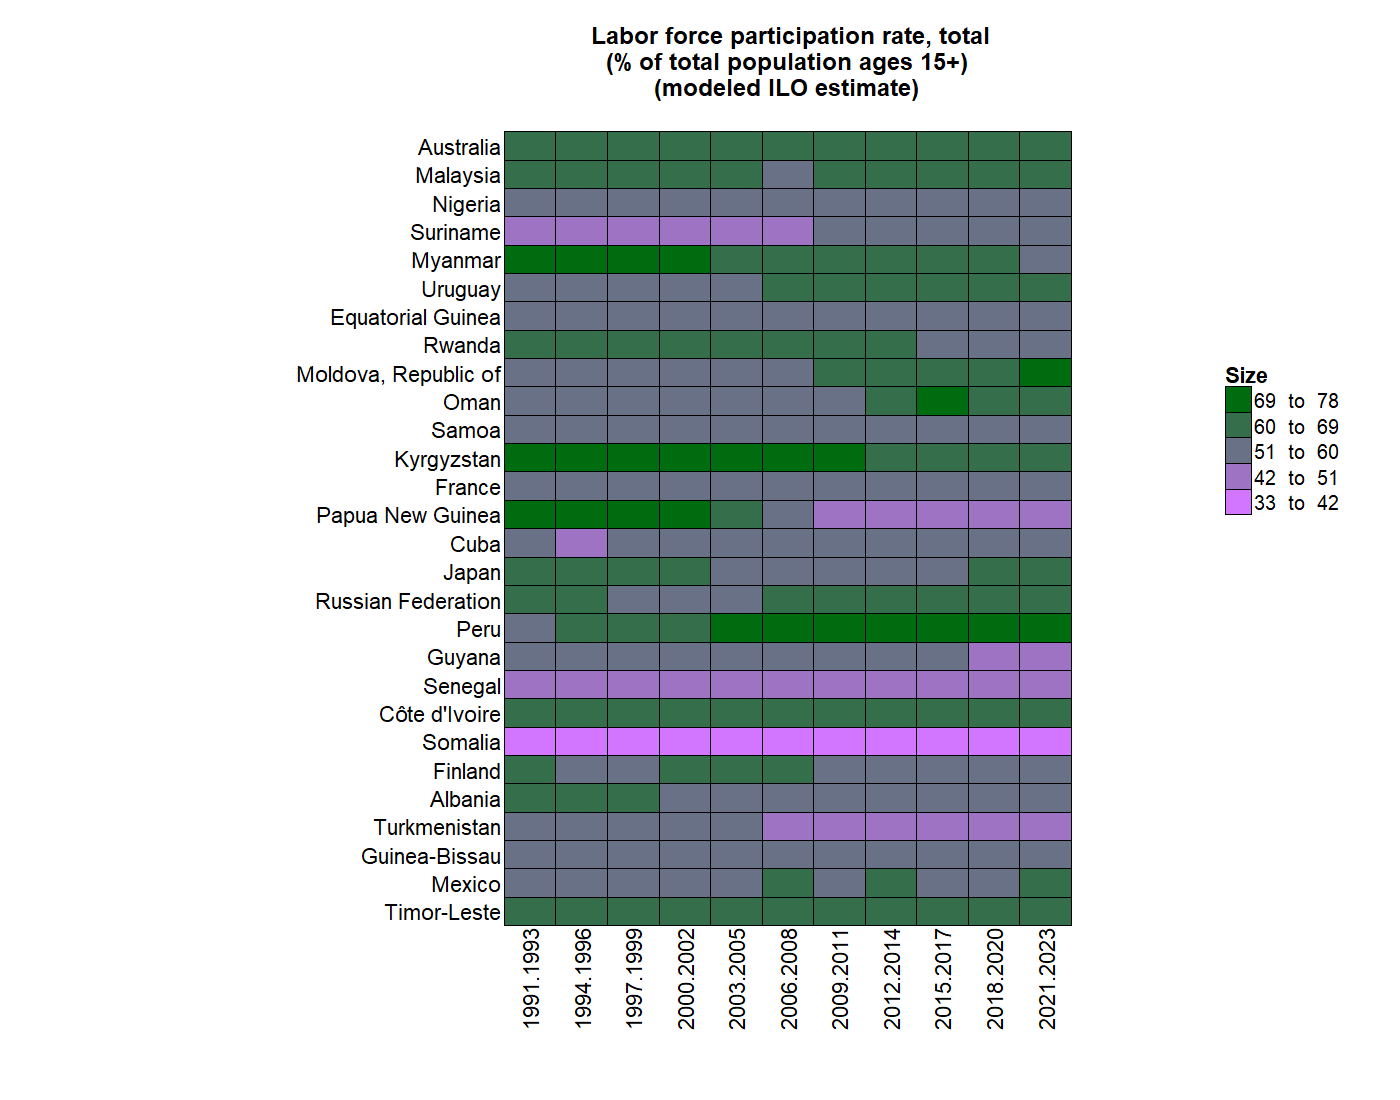 Labor force participation rate, total
(% of total population ages 15+)
(modeled ILO estimate)
Australia
Malaysia
Nigeria
Suriname
Myanmar
Uruguay
Equatorial Guinea
Rwanda
Moldova, Republic of
Oman
Samoa
Kyrgyzstan
France
Papua New Guinea
Cuba
Japan
Russian Federation
Peru
Guyana
Senegal
Côte d'Ivoire
Somalia
Finland
Albania
Turkmenistan
Guinea-Bissau
Mexico
Timor-Leste
1991.1993
1994.1996
1997.1999
2000.2002
2003.2005
2006.2008
2009.2011
2012.2014
2015.2017
2018.2020
2021.2023
Size
69 to 78
60 to 69
51 to 60
42 to 51
33 to 42